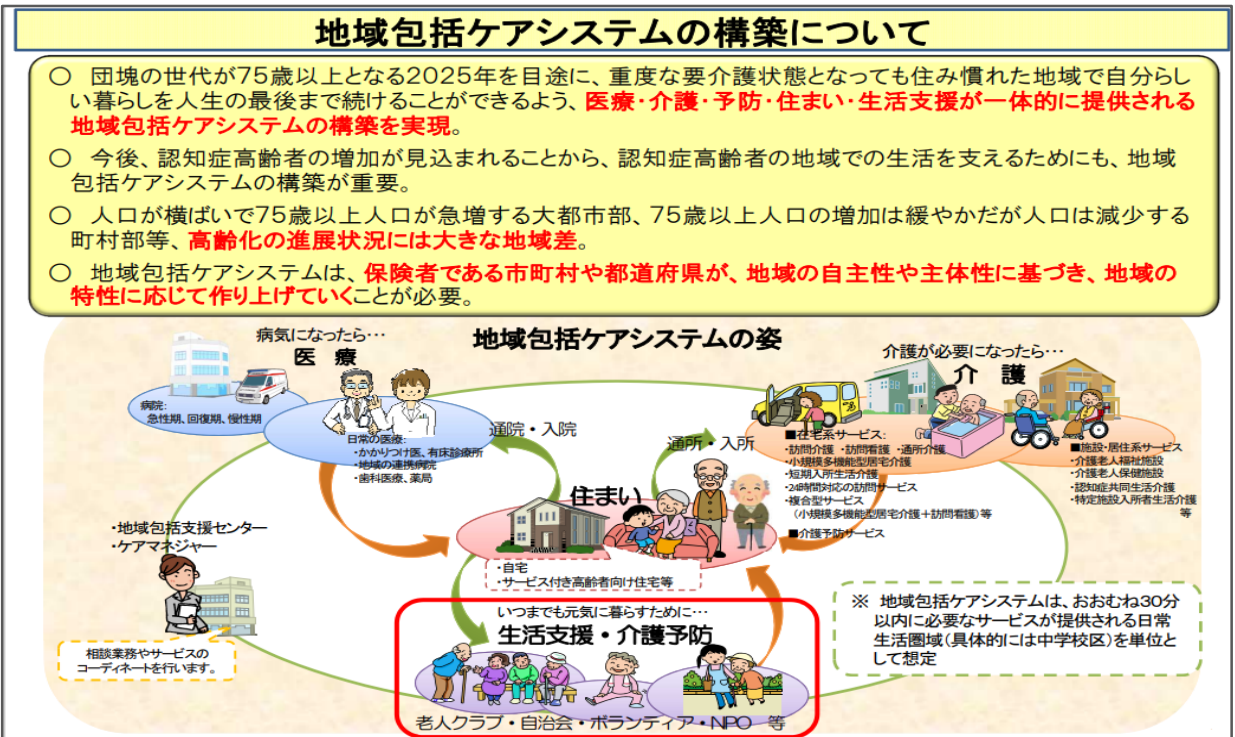 地域包括ケアシステムの構築について
○ 団塊の世代が75歳以上となる2025年を目途に、重度な要介護状態となっても住み慣れた地域で自分らし
い暮らしを人生の最後まで続けることができるよう、医療・介護・予防・住まい・生活支援が一体的に提供される
地域包括ケアシステムの構築を実現。
○ 今後、認知症高齢者の増加が見込まれることから、認知症高齢者の地域での生活を支えるためにも、地域
包括ケアシステムの構築が重要。
○ 人口が横ばいで75歳以上人口が急増する大都市部、75歳以上人口の増加は緩やかだが人口は減少する
町村部等、高齢化の進展状況には大きな地域差。
○ 地域包括ケアシステムは、保険者である市町村や都道府県が、地域の自主性や主体性に基づき、地域の
特性に応じて作り上げていくことが必要。
地域包括ケアシステムの姿
病気になったら･･･
医 療
病院:
急性期、回復期、慢性期
日常の医療:
・かかりつけ医、有床診療所
・地域の連携病院
・歯科医療、薬局
通院・入院
通所・入所
介護が必要になったら･･･
介 護
■在宅系サービス:
・訪問介護 ・訪問看護 ・通所介護
・小規模多機能型居宅介護
・短期入所生活介護
・24時間対応の訪問サービス
・複合型サービス
（小規模多機能型居宅介護＋訪問看護）等
■介護予防サービス
■施設・居住系サービス
・介護老人福祉施設
・介護老人保健施設
・認知症共同生活介護
・特定施設入所者生活介護
等
住まい
・自宅
・サービス付き高齢者向け住宅等
・地域包括支援センター
・ケアマネジャー
相談業務やサービスの
コーディネートを行います。
いつまでも元気に暮らすために･･･
生活支援・介護予防
老人クラブ・自治会・ボランティア・NPO 等
※ 地域包括ケアシステムは、おおむね30分
以内に必要なサービスが提供される日常
生活圏域（具体的には中学校区）を単位と
して想定